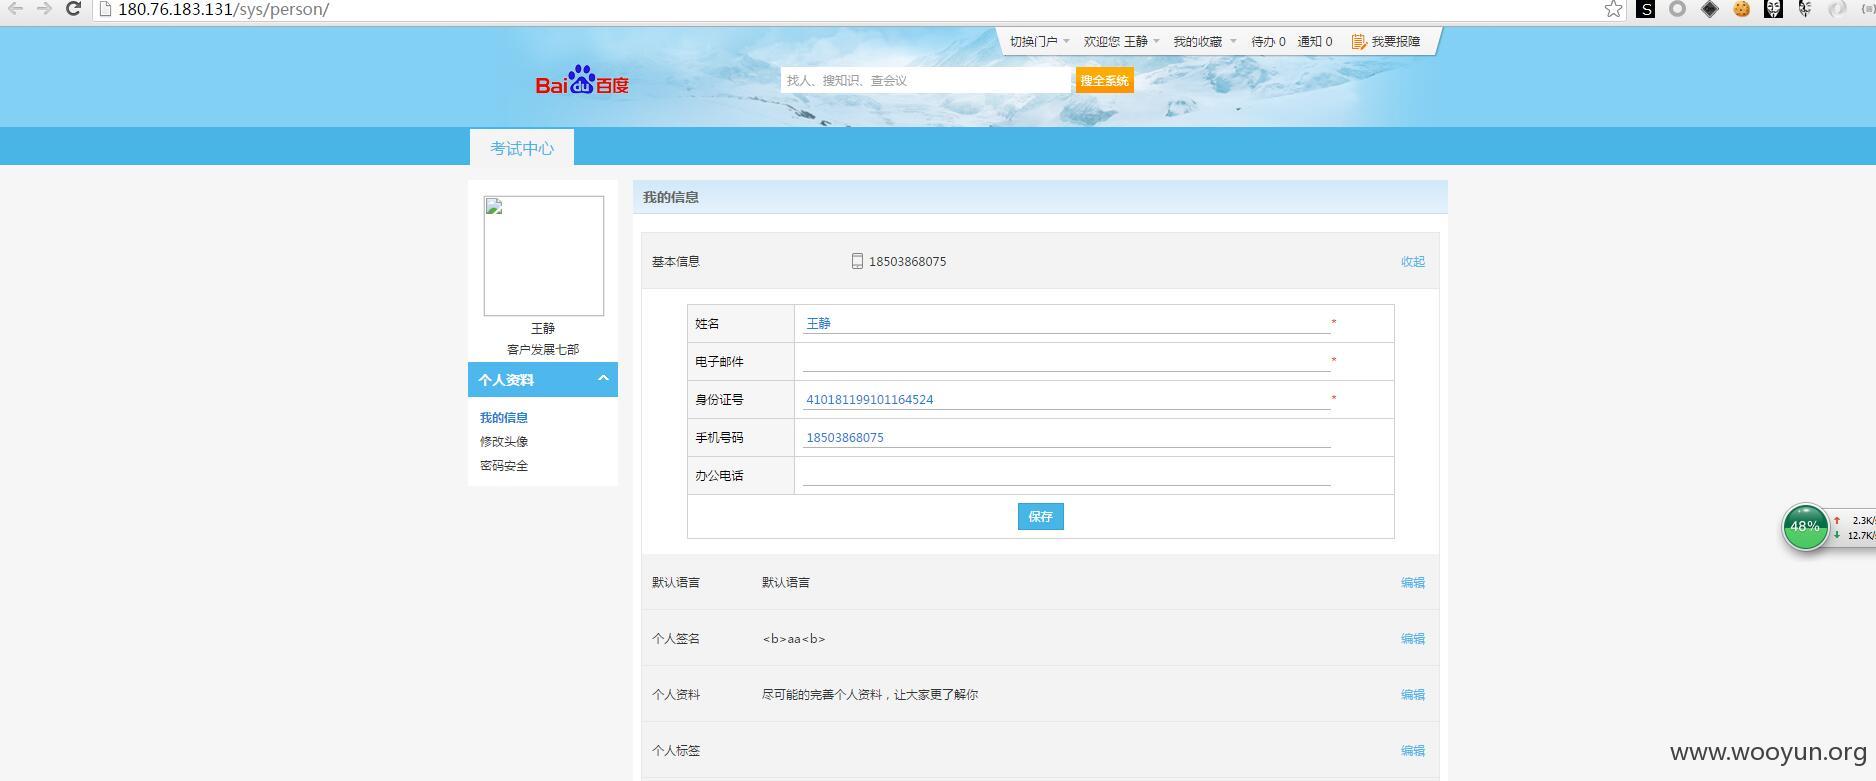 180.76.183.131/sys/person/
切换门户 欢迎您 王静 我的收藏 待办 0 通知 0 我要报障
Bai du 百度
找人、搜知识、查会议 搜全系统
考试中心
王静
客户发展七部
个人资料
我的信息
修改头像
密码安全
我的信息
基本信息 18503868075 收起
姓名 王静 *
电子邮件 *
身份证号 410181199101164524 *
手机号码 18503868075
办公电话
保存
默认语言 默认语言 编辑
个人签名 <b>aa<b> 编辑
个人资料 尽可能的完善个人资料，让大家更了解你 编辑
个人标签 编辑
48%
2.3K/
12.7K/
www.wooyun.org